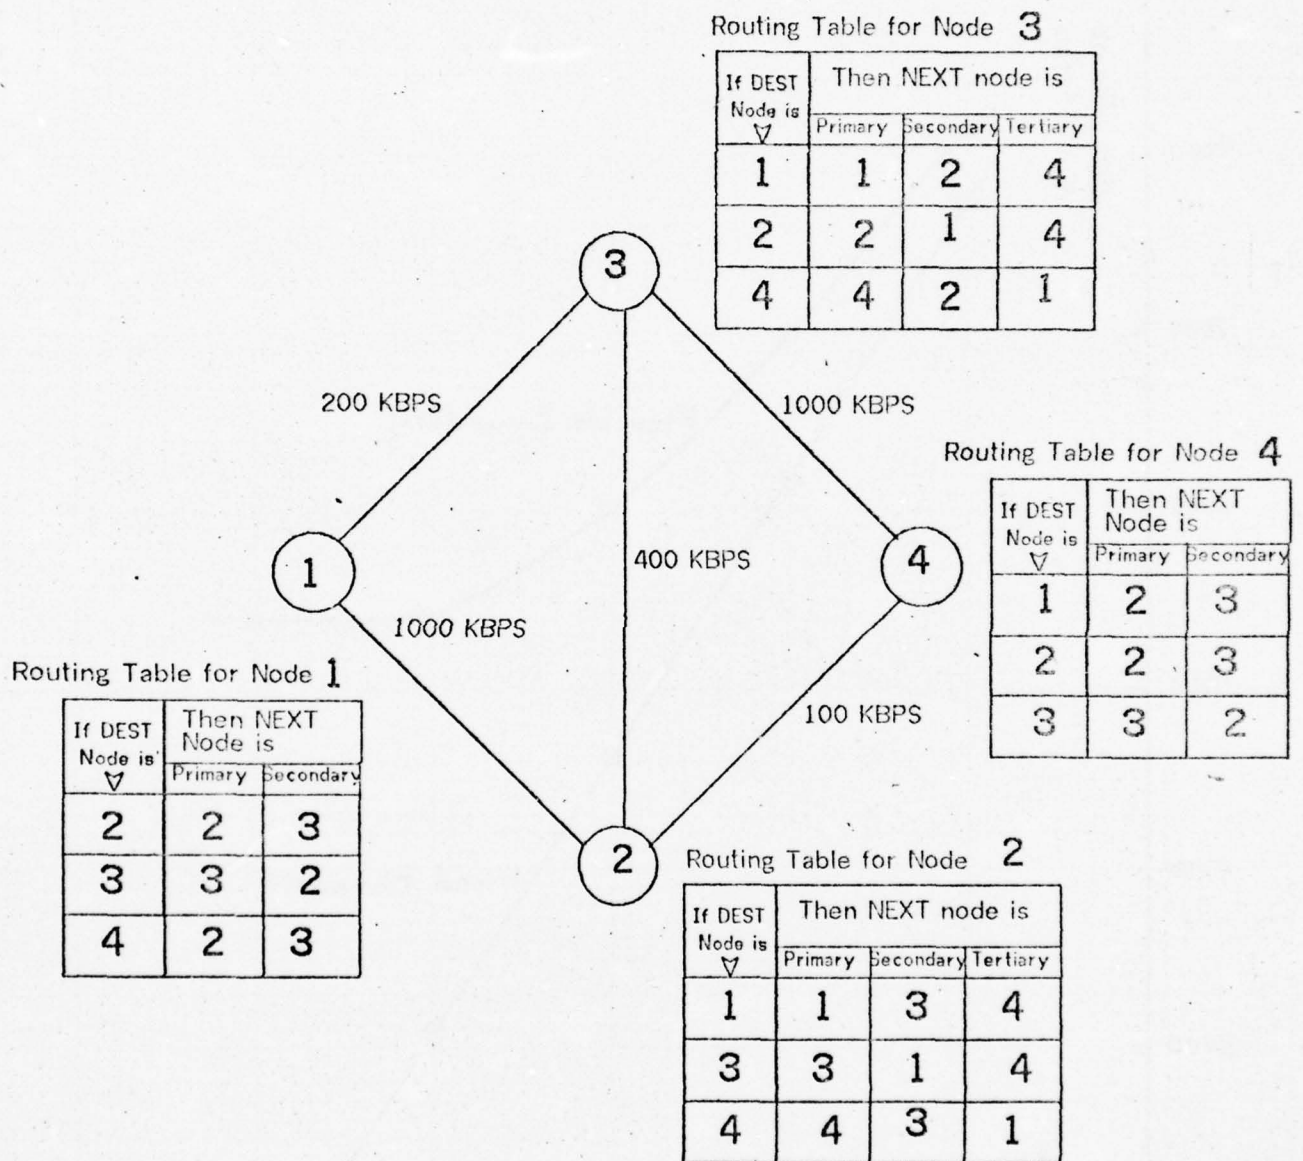 Routing Table for Node 3
If DEST Node is ▽ Then NEXT node is
Primary Secondary Tertiary
1 1 2 4
2 2 1 4
4 4 2 1
3
200 KBPS
1000 KBPS
Routing Table for Node 4
If DEST Node is ▽ Then NEXT Node is
Primary Secondary
1 2 3
2 2 3
3 3 2
1
400 KBPS
4
1000 KBPS
100 KBPS
Routing Table for Node 1
If DEST Node is ▽ Then NEXT Node is
Primary Secondary
2 2 3
3 3 2
4 2 3
2
Routing Table for Node 2
If DEST Node is ▽ Then NEXT node is
Primary Secondary Tertiary
1 1 3 4
3 3 1 4
4 4 3 1